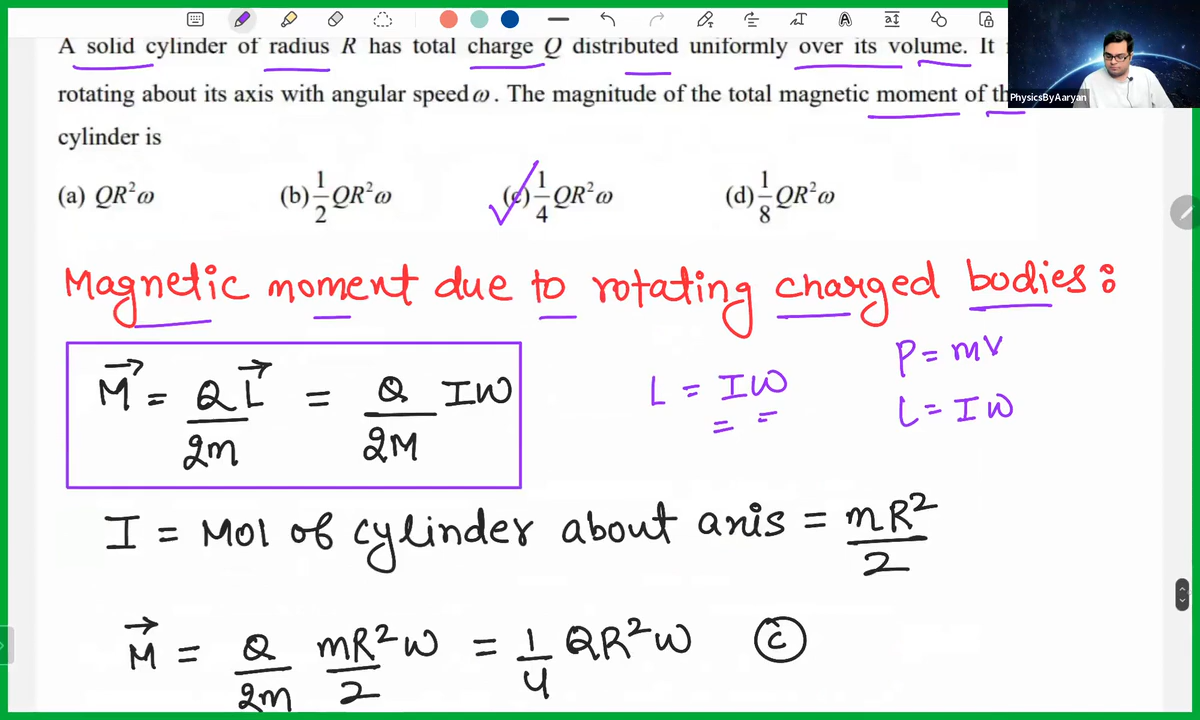 A solid cylinder of radius R has total charge Q distributed uniformly over its volume. It
rotating about its axis with angular speed ω. The magnitude of the total magnetic moment of th
PhysicsByAaryan
cylinder is
(a) QR²ω (b) 1/2 QR²ω (c) 1/4 QR²ω (d) 1/8 QR²ω
Magnetic moment due to rotating charged bodies:
P = mv
M⃗ = QL⃗/2m = Q/2M Iω
L = Iω
L = Iω
I = MOI of cylinder about axis = mR²/2
M⃗ = Q/2m mR²ω/2 = 1/4 QR²ω (c)